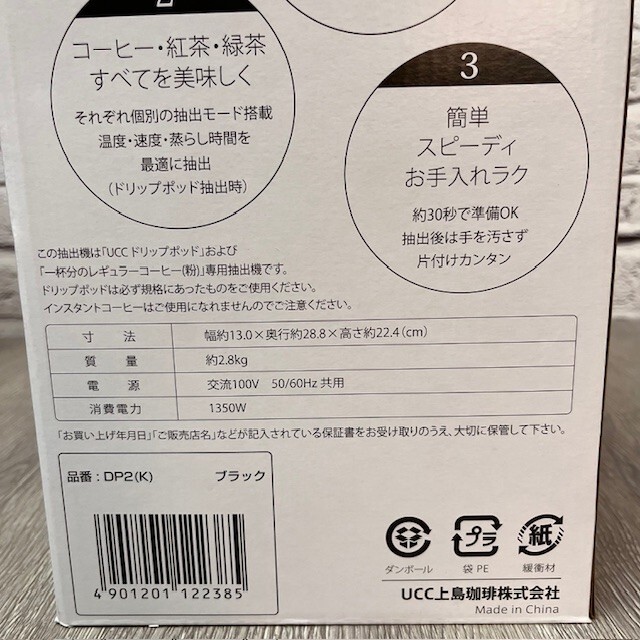 コーヒー・紅茶・緑茶
すべてを美味しく
それぞれ個別の抽出モード搭載
温度・速度・蒸らし時間を
最適に抽出
(ドリップポッド抽出時)
3
簡単
スピーディ
お手入れラク
約30秒で準備OK
抽出後は手を汚さず
片付けカンタン
この抽出機は「UCCドリップポッド」および
「一杯分のレギュラーコーヒー(粉)」専用抽出機です。
ドリップポッドは必ず規格にあったものをご使用ください。
インスタントコーヒーはご使用になれませんのでご注意ください。
寸 法 幅約13.0×奥行約28.8×高さ約22.4(cm)
質 量 約2.8kg
電 源 交流100V 50/60Hz 共用
消費電力 1350W
「お買い上げ年月日」「ご販売店名」などが記入されている保証書をお受け取りのうえ、大切に保管して下さい。
品番:DP2(K) ブラック
4 901201 122385
プラ
紙
ダンボール 袋 PE 緩衝材
UCC上島珈琲株式会社
Made in China